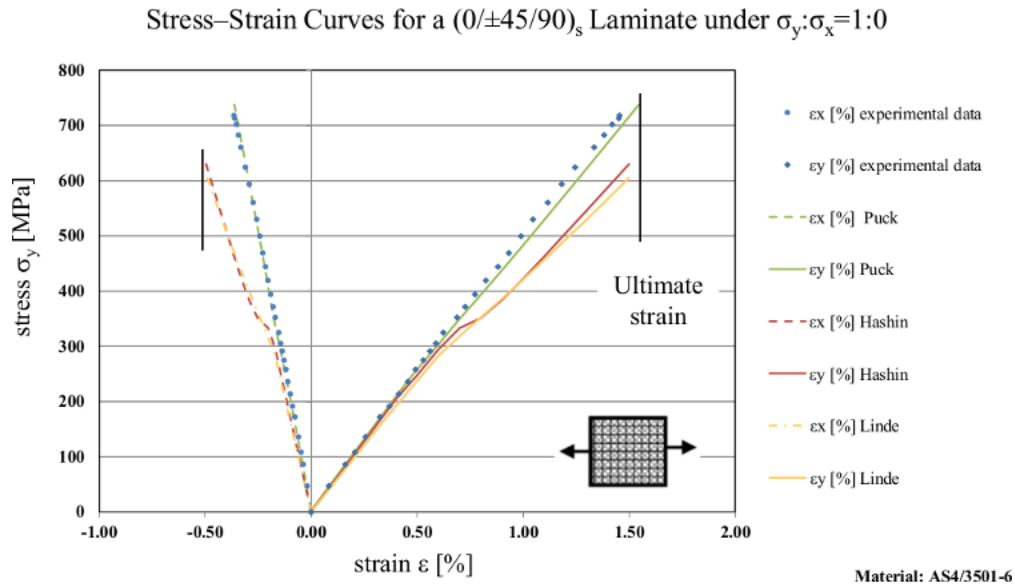 Stress–Strain Curves for a (0/±45/90)s Laminate under σy:σx=1:0
800
700
600
500
400
300
200
100
0
stress σy [MPa]
-1.00
-0.50
0.00
0.50
1.00
1.50
2.00
strain ε [%]
Ultimate
strain
εx [%] experimental data
εy [%] experimental data
εx [%]  Puck
εy [%] Puck
εx [%] Hashin
εy [%] Hashin
εx [%] Linde
εy [%] Linde
Material: AS4/3501-6